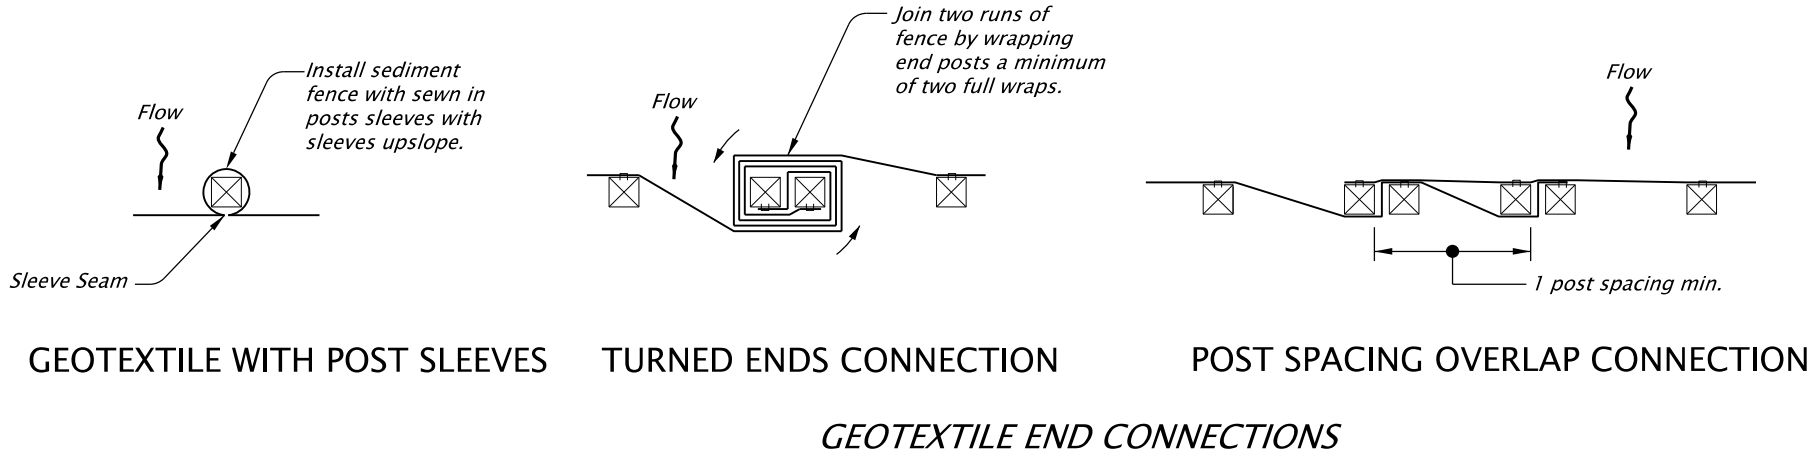 Install sediment
fence with sewn in
posts sleeves with
sleeves upslope.
Flow
Sleeve Seam
GEOTEXTILE WITH POST SLEEVES
Join two runs of
fence by wrapping
end posts a minimum
of two full wraps.
Flow
TURNED ENDS CONNECTION
Flow
1 post spacing min.
POST SPACING OVERLAP CONNECTION
GEOTEXTILE END CONNECTIONS